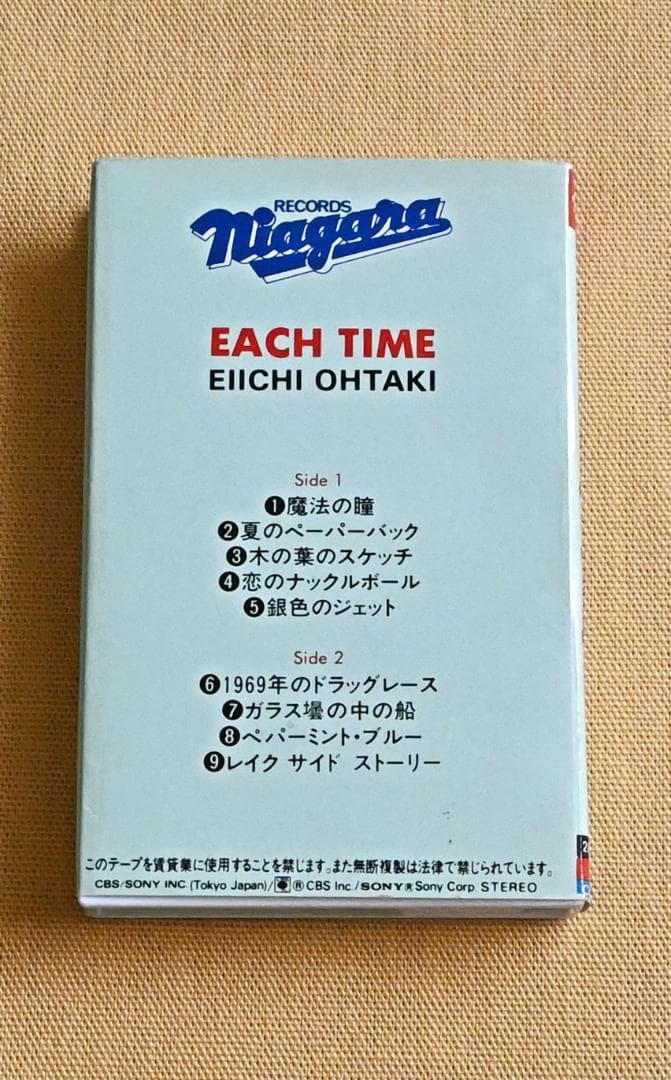 RECORDS
Niagara
EACH TIME
EIICHI OHTAKI
Side 1
❶魔法の瞳
❷夏のペーパーバック
❸木の葉のスケッチ
❹恋のナックルボール
❺銀色のジェット
Side 2
❻1969年のドラッグレース
❼ガラス壜の中の船
❽ペパーミント・ブルー
❾レイク サイド ストーリー
このテープを賃貸業に使用することを禁じます。また無断複製は法律で禁じられています。
CBS/SONY INC (Tokyo Japan)/ ® CBS Inc./SONY® Sony Corp. STEREO
2